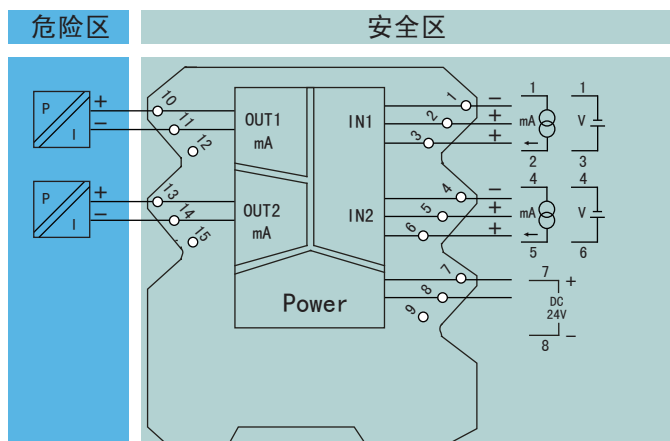 危险区
安全区
P
I
+
−
10
11
12
OUT1
mA
IN1
1
2
3
−
+
+
1
mA
2
1
V
3
P
I
+
−
13
14
15
OUT2
mA
IN2
4
5
6
−
+
+
4
mA
5
4
V
6
Power
7
8
9
7
+
DC
24V
8
−